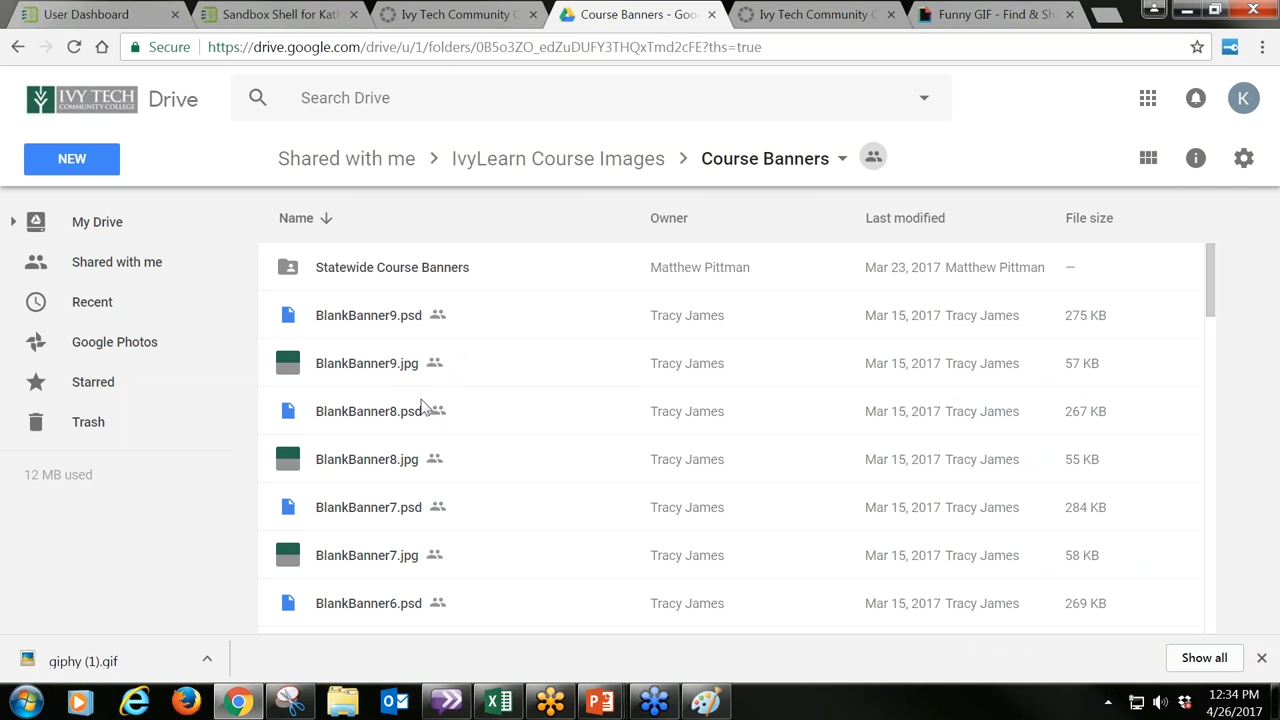 User Dashboard
Sandbox Shell for Kath
Ivy Tech Community C
Course Banners - Goo
Ivy Tech Community C
Funny GIF - Find & Sha
Secure
https://drive.google.com/drive/u/1/folders/0B5o3ZO_edZuDUFY3THQxTmd2cFE?ths=true
IVY TECH
COMMUNITY COLLEGE
Drive
Search Drive
K
NEW
Shared with me > IvyLearn Course Images > Course Banners
My Drive
Shared with me
Recent
Google Photos
Starred
Trash
12 MB used
Name Owner Last modified File size
Statewide Course Banners Matthew Pittman Mar 23, 2017 Matthew Pittman —
BlankBanner9.psd Tracy James Mar 15, 2017 Tracy James 275 KB
BlankBanner9.jpg Tracy James Mar 15, 2017 Tracy James 57 KB
BlankBanner8.psd Tracy James Mar 15, 2017 Tracy James 267 KB
BlankBanner8.jpg Tracy James Mar 15, 2017 Tracy James 55 KB
BlankBanner7.psd Tracy James Mar 15, 2017 Tracy James 284 KB
BlankBanner7.jpg Tracy James Mar 15, 2017 Tracy James 58 KB
BlankBanner6.psd Tracy James Mar 15, 2017 Tracy James 269 KB
giphy (1).gif
Show all
12:34 PM
4/26/2017